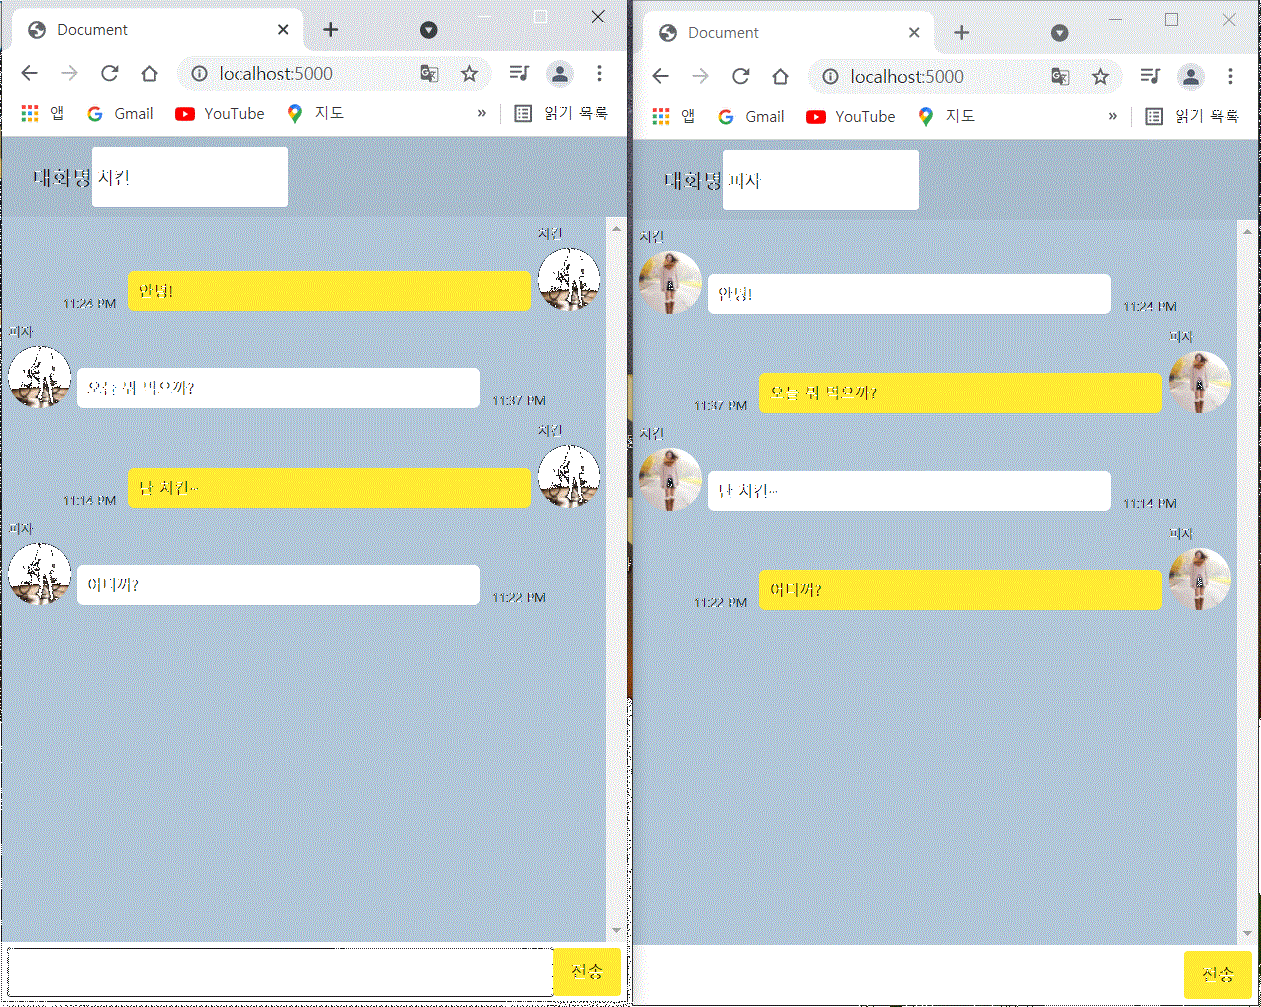 Document
localhost:5000
앱 Gmail YouTube 지도 » 읽기 목록
대화명 치킨
치킨
안녕!
11:24 PM
피자
오늘 뭐 먹으까?
11:37 PM
치킨
난 치킨...
11:14 PM
피자
어디꺼?
11:22 PM
전송
Document
localhost:5000
앱 Gmail YouTube 지도 » 읽기 목록
대화명 피자
치킨
안녕!
11:24 PM
피자
오늘 뭐 먹으까?
11:37 PM
치킨
난 치킨...
11:14 PM
피자
어디꺼?
11:22 PM
전송